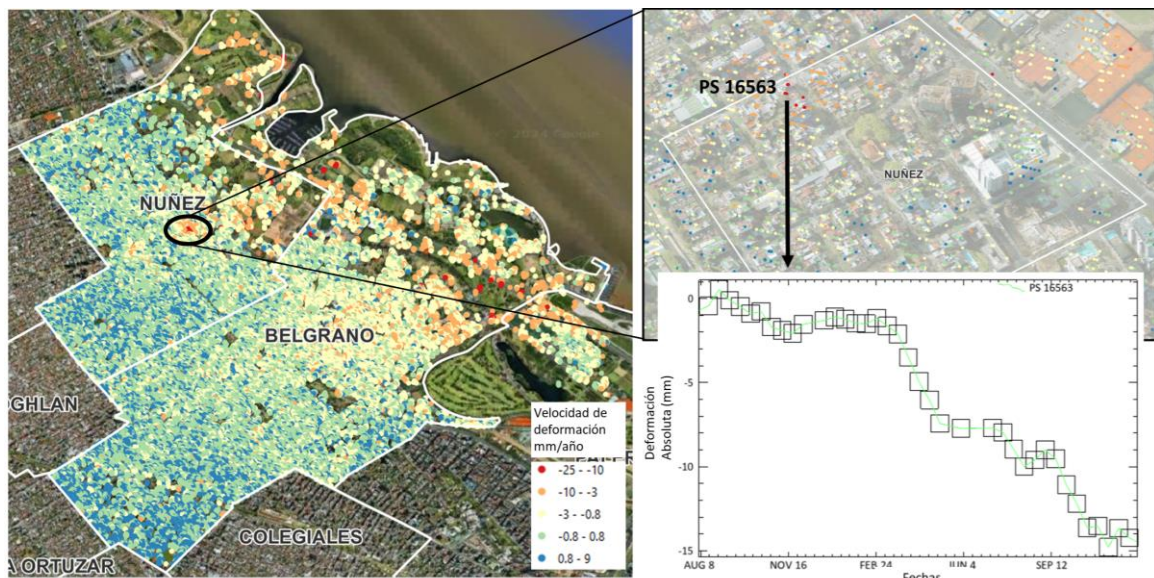 NUÑEZ
BELGRANO
COLEGIALES
Velocidad de
deformación
mm/año
-25 - -10
-10 - -3
-3 - -0.8
-0.8 - 0.8
0.8 - 9
PS 16563
NUÑEZ
PS 16563
Deformación
Absoluta (mm)
0
-5
-10
-15
AUG 8
NOV 16
FEB 24
JUN 4
SEP 12
Fechas